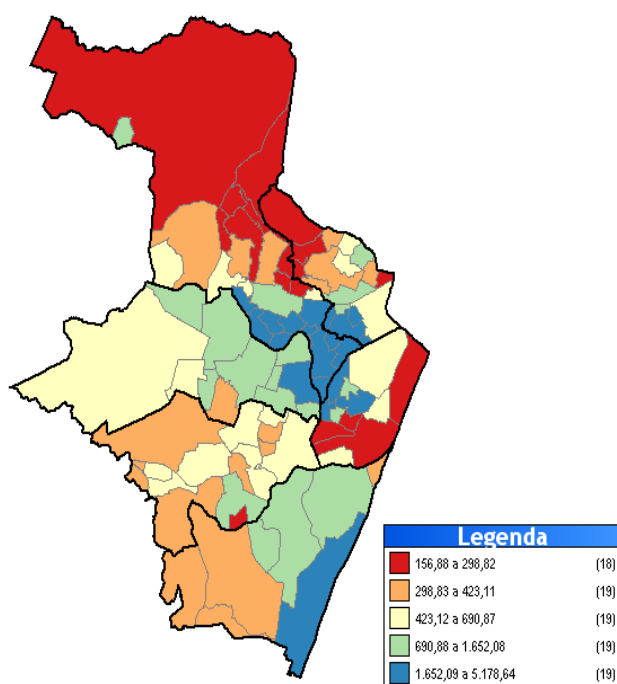 Legenda
156,88 a 298,82 (18)
298,83 a 423,11 (19)
423,12 a 690,87 (19)
690,88 a 1.652,08 (19)
1.652,09 a 5.178,64 (19)